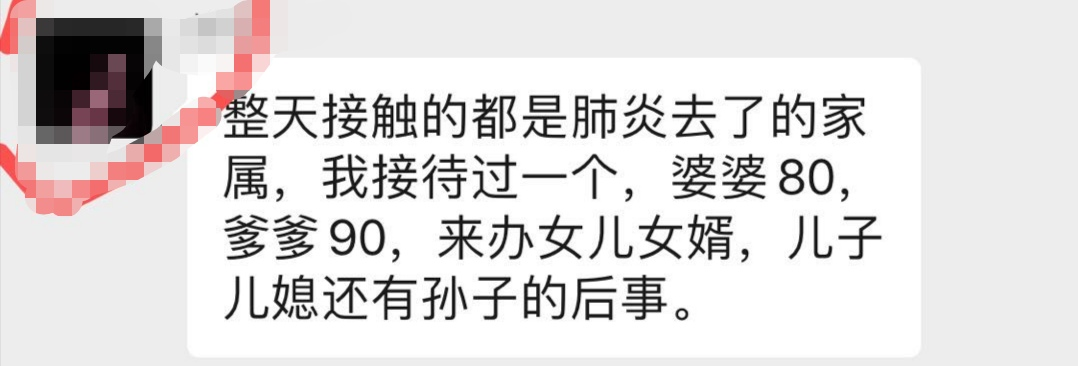 整天接触的都是肺炎去了的家
属，我接待过一个，婆婆80，
爹爹90，来办女儿女婿，儿子
儿媳还有孙子的后事。